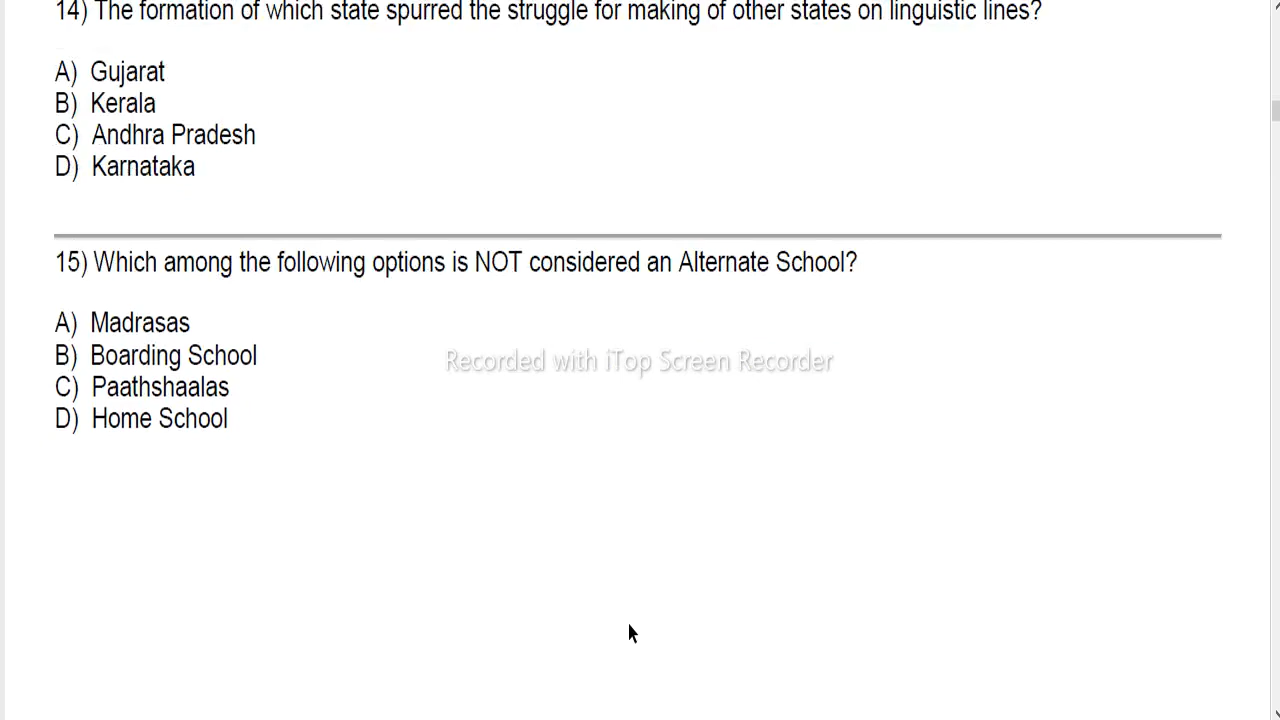 14) The formation of which state spurred the struggle for making of other states on linguistic lines?
A) Gujarat
B) Kerala
C) Andhra Pradesh
D) Karnataka
15) Which among the following options is NOT considered an Alternate School?
A) Madrasas
B) Boarding School
Recorded with iTop Screen Recorder
C) Paathshaalas
D) Home School